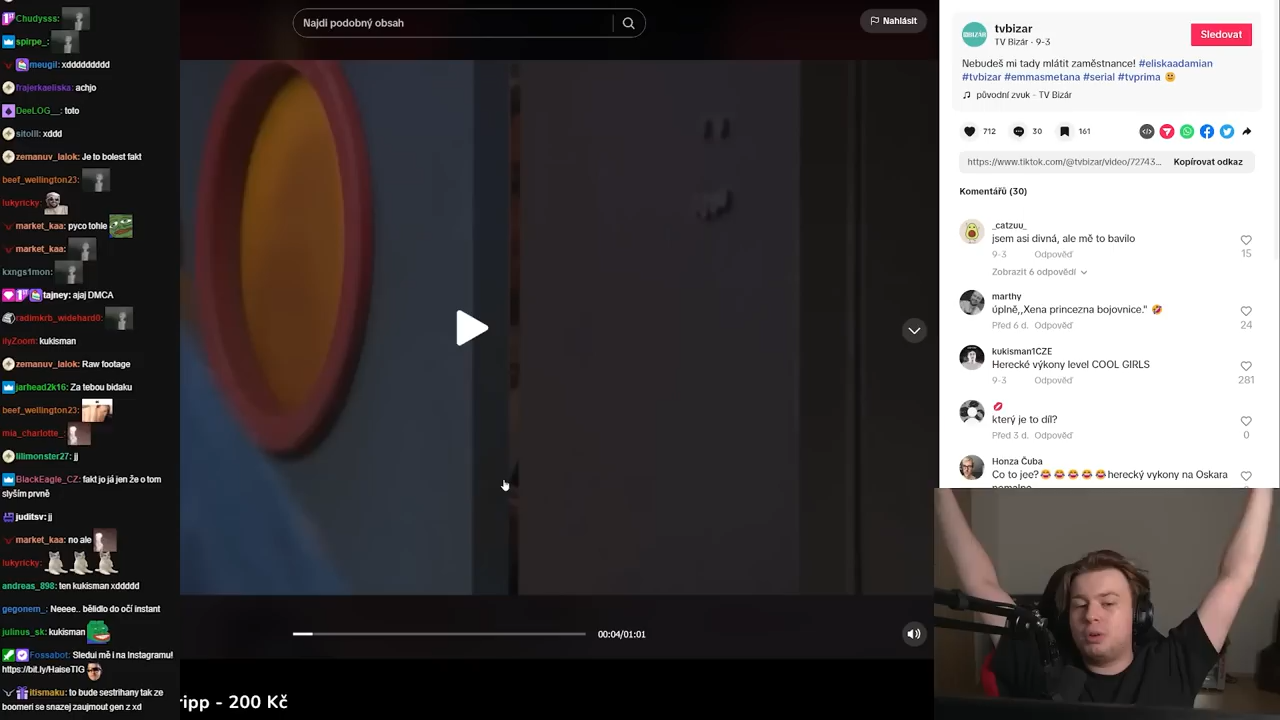 Chudysss:
spirpe_:
meugil: xddddddddd
frajerkaeliska: achjo
DeeLOG__: toto
sitolll: xddd
zemanuv_lalok: Je to bolest fakt
beef_wellington23:
lukyricky:
market_kaa: pyco tohle
market_kaa:
kxngs1mon:
tajney: ajaj DMCA
radimkrb_widehard0:
ilyZoom: kukisman
zemanuv_lalok: Raw footage
jarhead2k16: Za tebou bidaku
beef_wellington23:
mia_charlotte_:
lilimonster27: jj
BlackEagle_CZ: fakt jo já jen že o tom
slyším prvně
juditsv: jj
market_kaa: no ale
lukyricky:
andreas_898: ten kukisman xddddd
gegonem_: Neeee.. bělidlo do očí instant
julinus_sk: kukisman
Fossabot: Sleduj mě i na Instagramu!
https://bit.ly/HaiseTIG
itismaku: to bude sestrihany tak ze
boomeri se snazej zaujmout gen z xd
Najdi podobný obsah
Nahlásit
00:04/01:01
ripp - 200 Kč
tvbizar
TV Bizár · 9-3
Sledovat
Nebudeš mi tady mlátit zaměstnance! #eliskaadamian
#tvbizar #emmasmetana #serial #tvprima 🙂
♫ původní zvuk - TV Bizár
712
30
161
https://www.tiktok.com/@tvbizar/video/72743...
Kopírovat odkaz
Komentářů (30)
_catzuu_
jsem asi divná, ale mě to bavilo
9-3 Odpověď
15
Zobrazit 6 odpovědí
marthy
úplně,,Xena princezna bojovnice." 🤣
Před 6 d. Odpověď
24
kukisman1CZE
Herecké výkony level COOL GIRLS
9-3 Odpověď
281
💋
který je to díl?
Před 3 d. Odpověď
0
Honza Čuba
Co to jee?😂😂😂😂😂herecký vykony na Oskara